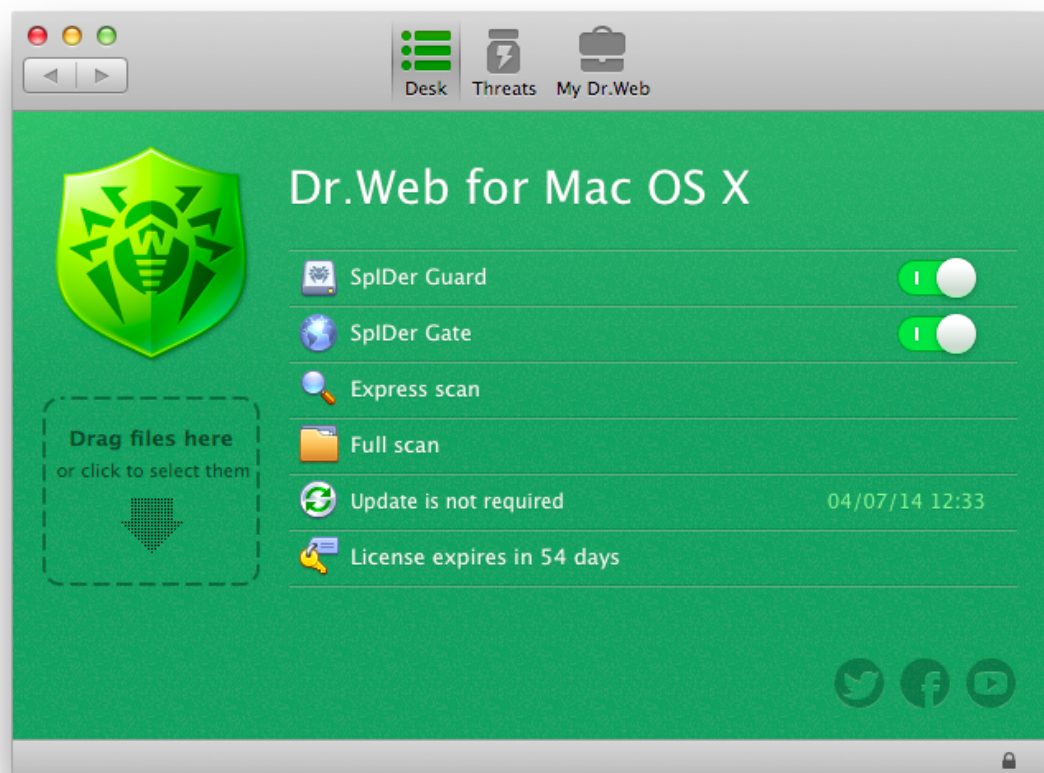 Desk
Threats
My Dr.Web
Dr.Web for Mac OS X
SpIDer Guard
SpIDer Gate
Express scan
Full scan
Update is not required 04/07/14 12:33
License expires in 54 days
Drag files here
or click to select them